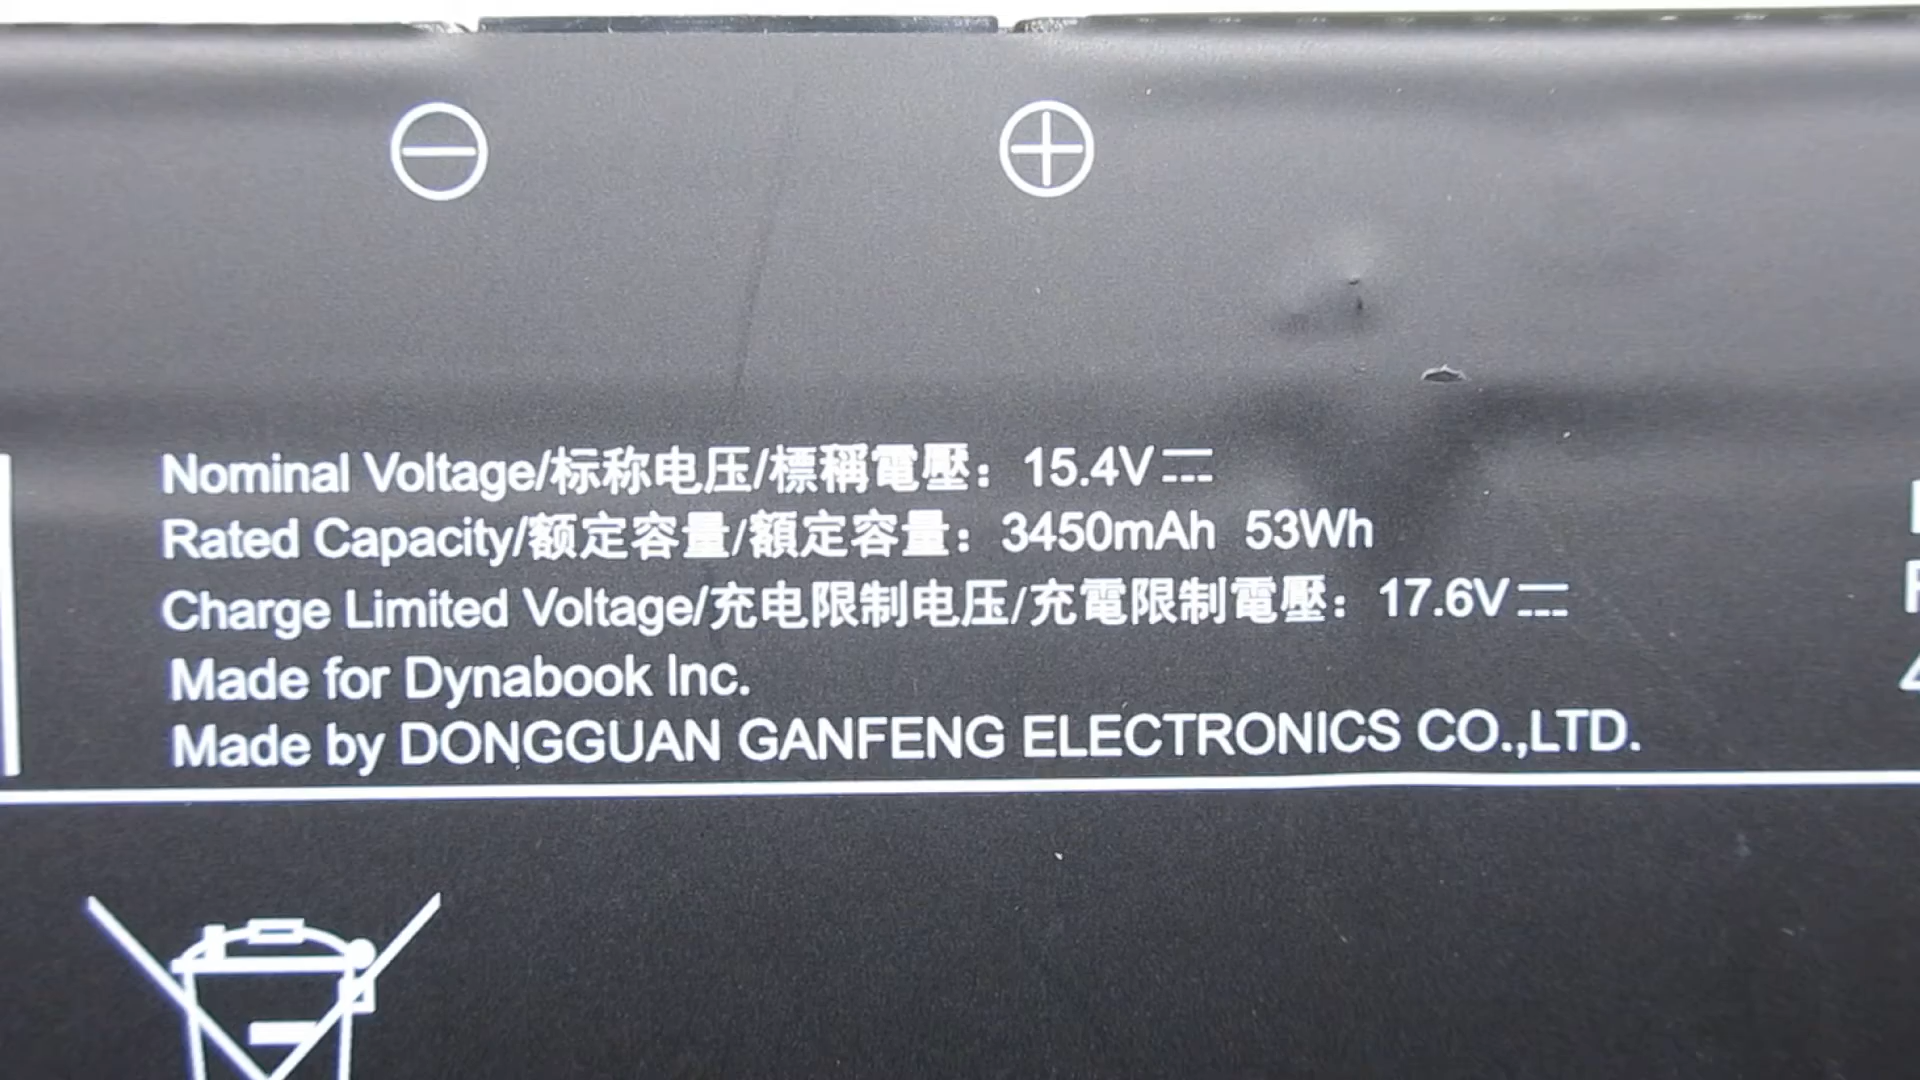 Nominal Voltage/标称电压/標稱電壓：15.4V⎓
Rated Capacity/额定容量/額定容量：3450mAh 53Wh
Charge Limited Voltage/充电限制电压/充電限制電壓：17.6V⎓
Made for Dynabook Inc.
Made by DONGGUAN GANFENG ELECTRONICS CO.,LTD.